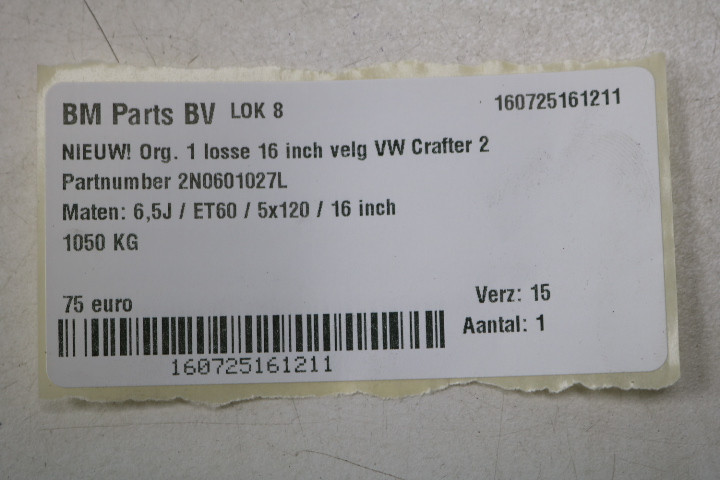 BM Parts BV LOK 8 160725161211
NIEUW! Org. 1 losse 16 inch velg VW Crafter 2
Partnumber 2N0601027L
Maten: 6,5J / ET60 / 5x120 / 16 inch
1050 KG
75 euro Verz: 15
Aantal: 1
160725161211